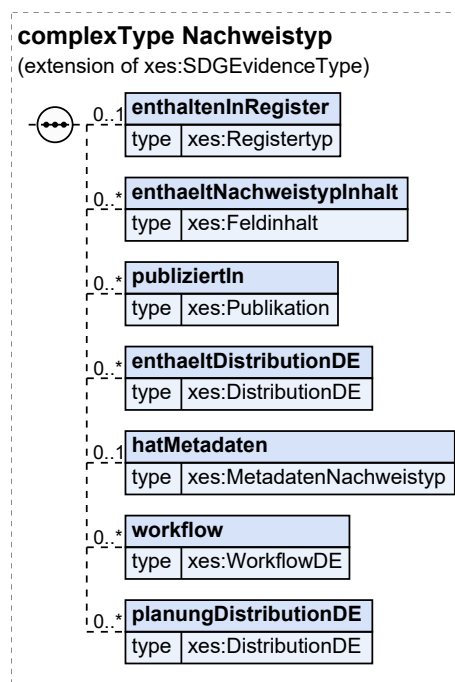 complexType Nachweistyp
(extension of xes:SDGEvidenceType)
0..1 enthaltenInRegister
type xes:Registertyp
0..* enthaeltNachweistypInhalt
type xes:Feldinhalt
0..* publiziertIn
type xes:Publikation
0..* enthaeltDistributionDE
type xes:DistributionDE
0..1 hatMetadaten
type xes:MetadatenNachweistyp
0..* workflow
type xes:WorkflowDE
0..* planungDistributionDE
type xes:DistributionDE